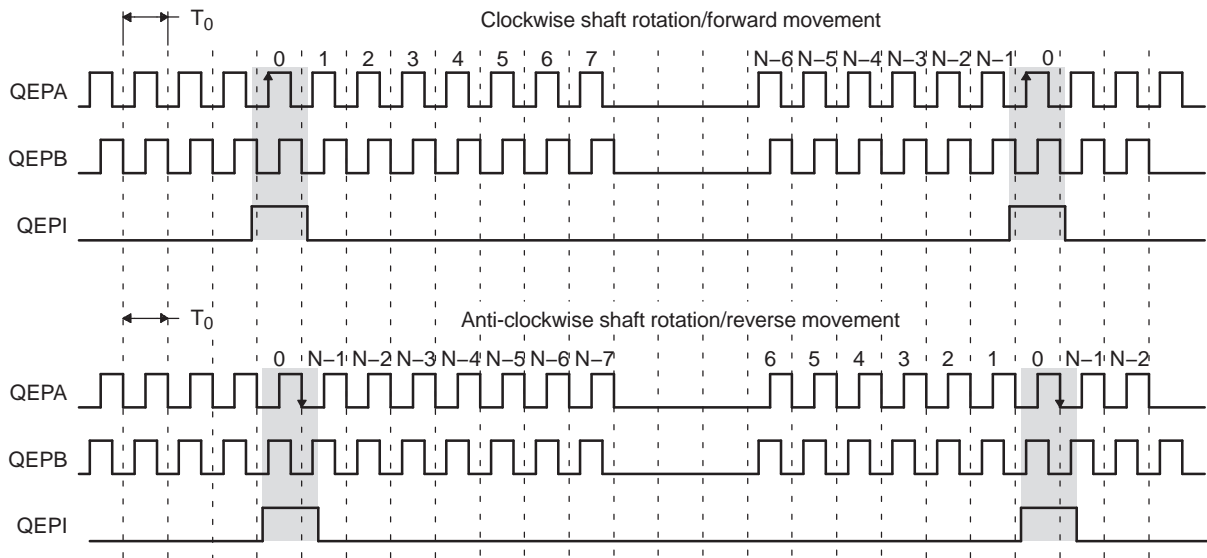 T0 Clockwise shaft rotation/forward movement
0 1 2 3 4 5 6 7 N–6 N–5 N–4 N–3 N–2 N–1 0
QEPA
QEPB
QEPI
T0 Anti-clockwise shaft rotation/reverse movement
0 N–1 N–2 N–3 N–4 N–5 N–6 N–7 6 5 4 3 2 1 0 N–1 N–2
QEPA
QEPB
QEPI